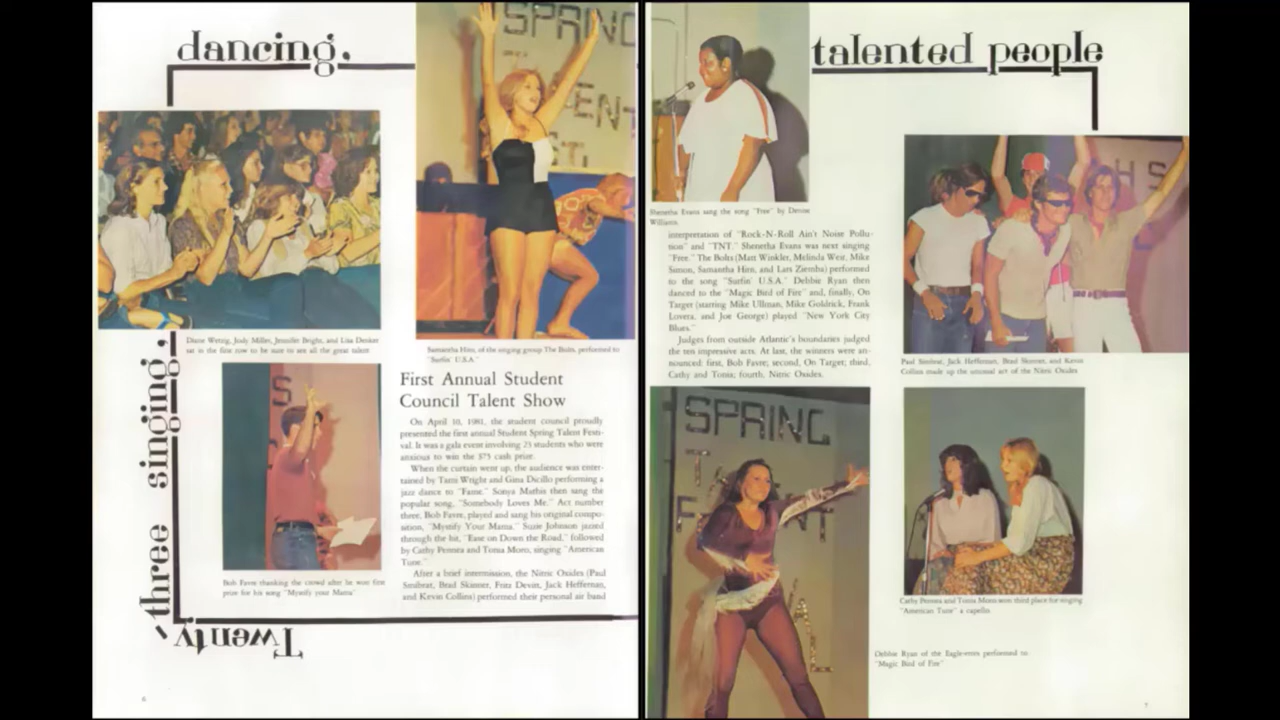 Twenty-three singing, dancing, talented people
SPRING
Diane Wettig, Jody Miller, Jennifer Bright, and Lisa Denker
sat in the first row to be sure to see all the great talent
Samantha Hirn, of the singing group The Bolts, performed to
"Surfin' U.S.A."
Bob Favre thanking the crowd after he won first
prize for his song "Mystify your Mama"
First Annual Student
Council Talent Show
On April 10, 1981, the student council proudly
presented the first annual Student Spring Talent Festi-
val. It was a gala event involving 23 students who were
anxious to win the $75 cash prize.
When the curtain went up, the audience was enter-
tained by Tami Wright and Gina Dicillo performing a
jazz dance to "Fame." Sonya Mathis then sang the
popular song, "Somebody Loves Me." Act number
three, Bob Favre, played and sang his original compo-
sition, "Mystify Your Mama." Suzie Johnson jazzed
through the hit, "Ease on Down the Road," followed
by Cathy Perrota and Tonia Moro, singing "American
Tune."
After a brief intermission, the Nitric Oxides (Paul
Smibrat, Brad Skinner, Fritz Devitt, Jack Heffernan,
and Kevin Collins) performed their personal air band
6
Shenetha Evans sang the song "Free" by Denise
Williams.
interpretation of "Rock-N-Roll Ain't Noise Pollu-
tion" and "TNT." Shenetha Evans was next singing
"Free." The Bolts (Matt Winkler, Melinda Weir, Mike
Simon, Samantha Hirn, and Lars Ziemba) performed
to the song "Surfin' U.S.A." Debbie Ryan then
danced to the "Magic Bird of Fire" and, finally, On
Target (starring Mike Ullman, Mike Goldrick, Frank
Lovera, and Joe George) played "New York City
Blues."
Judges from outside Atlantic's boundaries judged
the ten impressive acts. At last, the winners were an-
nounced: first, Bob Favre; second, On Target; third,
Cathy and Tonia; fourth, Nitric Oxides.
HS
Jack Heffernan, Brad Skinner, and Kevin
Collins made up the unusual act of the Nitric Oxides
SPRING
Cathy Perrota and Tonia Moro won third place for singing
"American Tune" a capella
Debbie Ryan of the Eagle-ettes performed to
"Magic Bird of Fire"
7